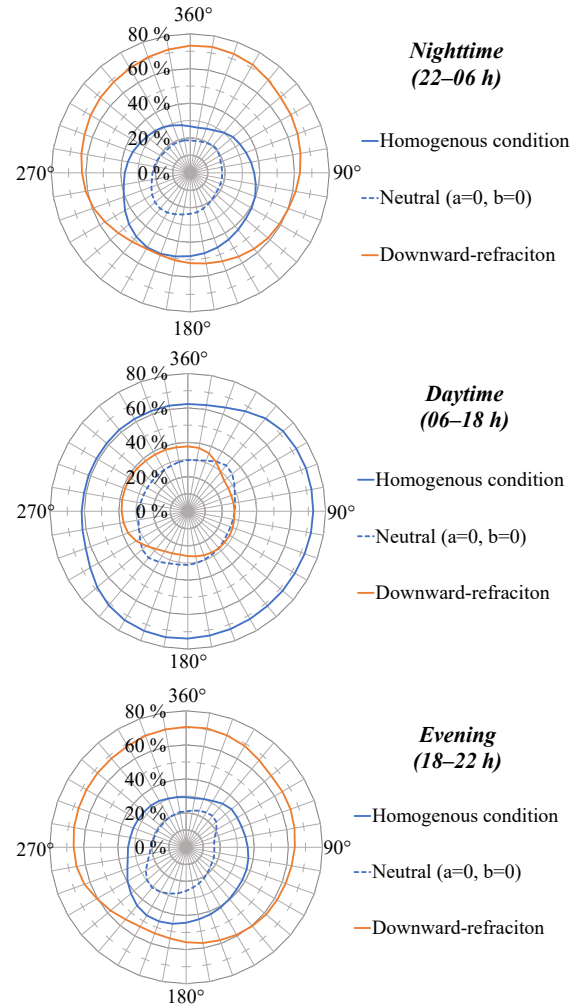 360°
80 %
60 %
40 %
20 %
0 %
270°
90°
180°
Nighttime
(22–06 h)
Homogenous condition
Neutral (a=0, b=0)
Downward-refraciton
360°
80 %
60 %
40 %
20 %
0 %
270°
90°
180°
Daytime
(06–18 h)
Homogenous condition
Neutral (a=0, b=0)
Downward-refraciton
360°
80 %
60 %
40 %
20 %
0 %
270°
90°
180°
Evening
(18–22 h)
Homogenous condition
Neutral (a=0, b=0)
Downward-refraciton